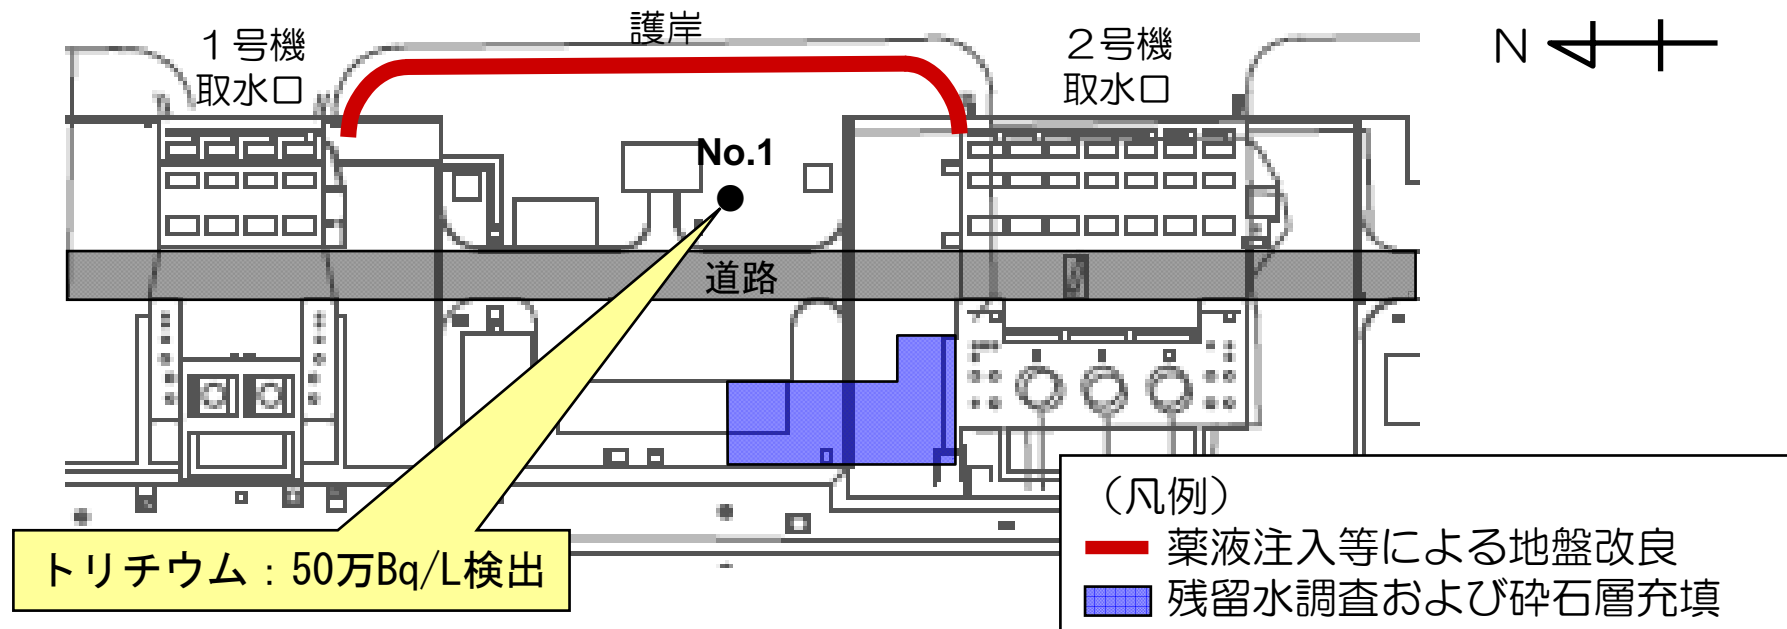 護岸
1号機
取水口
2号機
取水口
N
No.1
道路
トリチウム：50万Bq/L検出
（凡例）
薬液注入等による地盤改良
残留水調査および砕石層充填